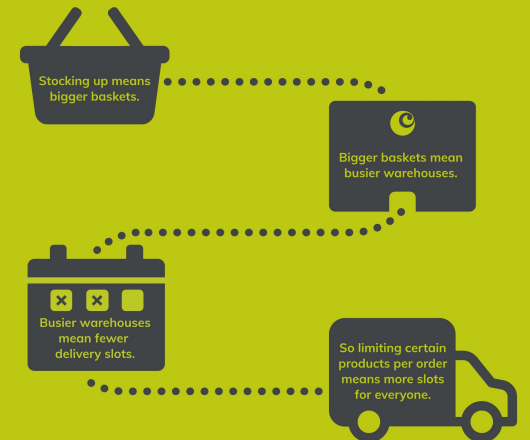 Stocking up means
bigger baskets.
Bigger baskets mean
busier warehouses.
Busier warehouses
mean fewer
delivery slots.
So limiting certain
products per order
means more slots
for everyone.